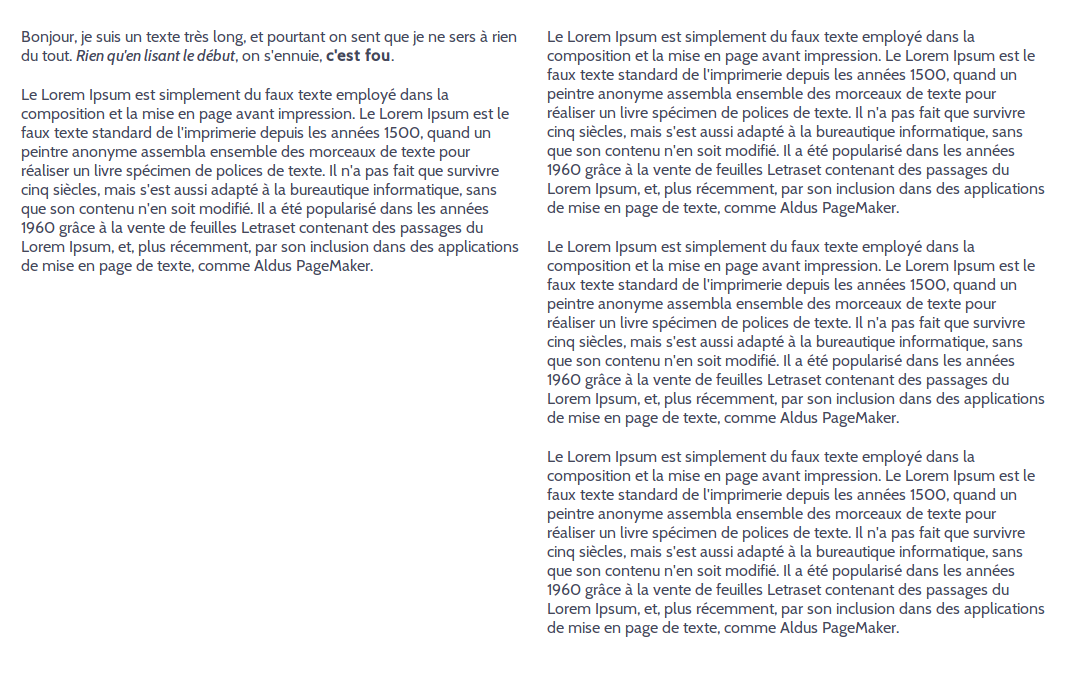 Bonjour, je suis un texte très long, et pourtant on sent que je ne sers à rien
du tout. Rien qu'en lisant le début, on s'ennuie, c'est fou.
Le Lorem Ipsum est simplement du faux texte employé dans la
composition et la mise en page avant impression. Le Lorem Ipsum est le
faux texte standard de l'imprimerie depuis les années 1500, quand un
peintre anonyme assembla ensemble des morceaux de texte pour
réaliser un livre spécimen de polices de texte. Il n'a pas fait que survivre
cinq siècles, mais s'est aussi adapté à la bureautique informatique, sans
que son contenu n'en soit modifié. Il a été popularisé dans les années
1960 grâce à la vente de feuilles Letraset contenant des passages du
Lorem Ipsum, et, plus récemment, par son inclusion dans des applications
de mise en page de texte, comme Aldus PageMaker.
Le Lorem Ipsum est simplement du faux texte employé dans la
composition et la mise en page avant impression. Le Lorem Ipsum est le
faux texte standard de l'imprimerie depuis les années 1500, quand un
peintre anonyme assembla ensemble des morceaux de texte pour
réaliser un livre spécimen de polices de texte. Il n'a pas fait que survivre
cinq siècles, mais s'est aussi adapté à la bureautique informatique, sans
que son contenu n'en soit modifié. Il a été popularisé dans les années
1960 grâce à la vente de feuilles Letraset contenant des passages du
Lorem Ipsum, et, plus récemment, par son inclusion dans des applications
de mise en page de texte, comme Aldus PageMaker.
Le Lorem Ipsum est simplement du faux texte employé dans la
composition et la mise en page avant impression. Le Lorem Ipsum est le
faux texte standard de l'imprimerie depuis les années 1500, quand un
peintre anonyme assembla ensemble des morceaux de texte pour
réaliser un livre spécimen de polices de texte. Il n'a pas fait que survivre
cinq siècles, mais s'est aussi adapté à la bureautique informatique, sans
que son contenu n'en soit modifié. Il a été popularisé dans les années
1960 grâce à la vente de feuilles Letraset contenant des passages du
Lorem Ipsum, et, plus récemment, par son inclusion dans des applications
de mise en page de texte, comme Aldus PageMaker.
Le Lorem Ipsum est simplement du faux texte employé dans la
composition et la mise en page avant impression. Le Lorem Ipsum est le
faux texte standard de l'imprimerie depuis les années 1500, quand un
peintre anonyme assembla ensemble des morceaux de texte pour
réaliser un livre spécimen de polices de texte. Il n'a pas fait que survivre
cinq siècles, mais s'est aussi adapté à la bureautique informatique, sans
que son contenu n'en soit modifié. Il a été popularisé dans les années
1960 grâce à la vente de feuilles Letraset contenant des passages du
Lorem Ipsum, et, plus récemment, par son inclusion dans des applications
de mise en page de texte, comme Aldus PageMaker.